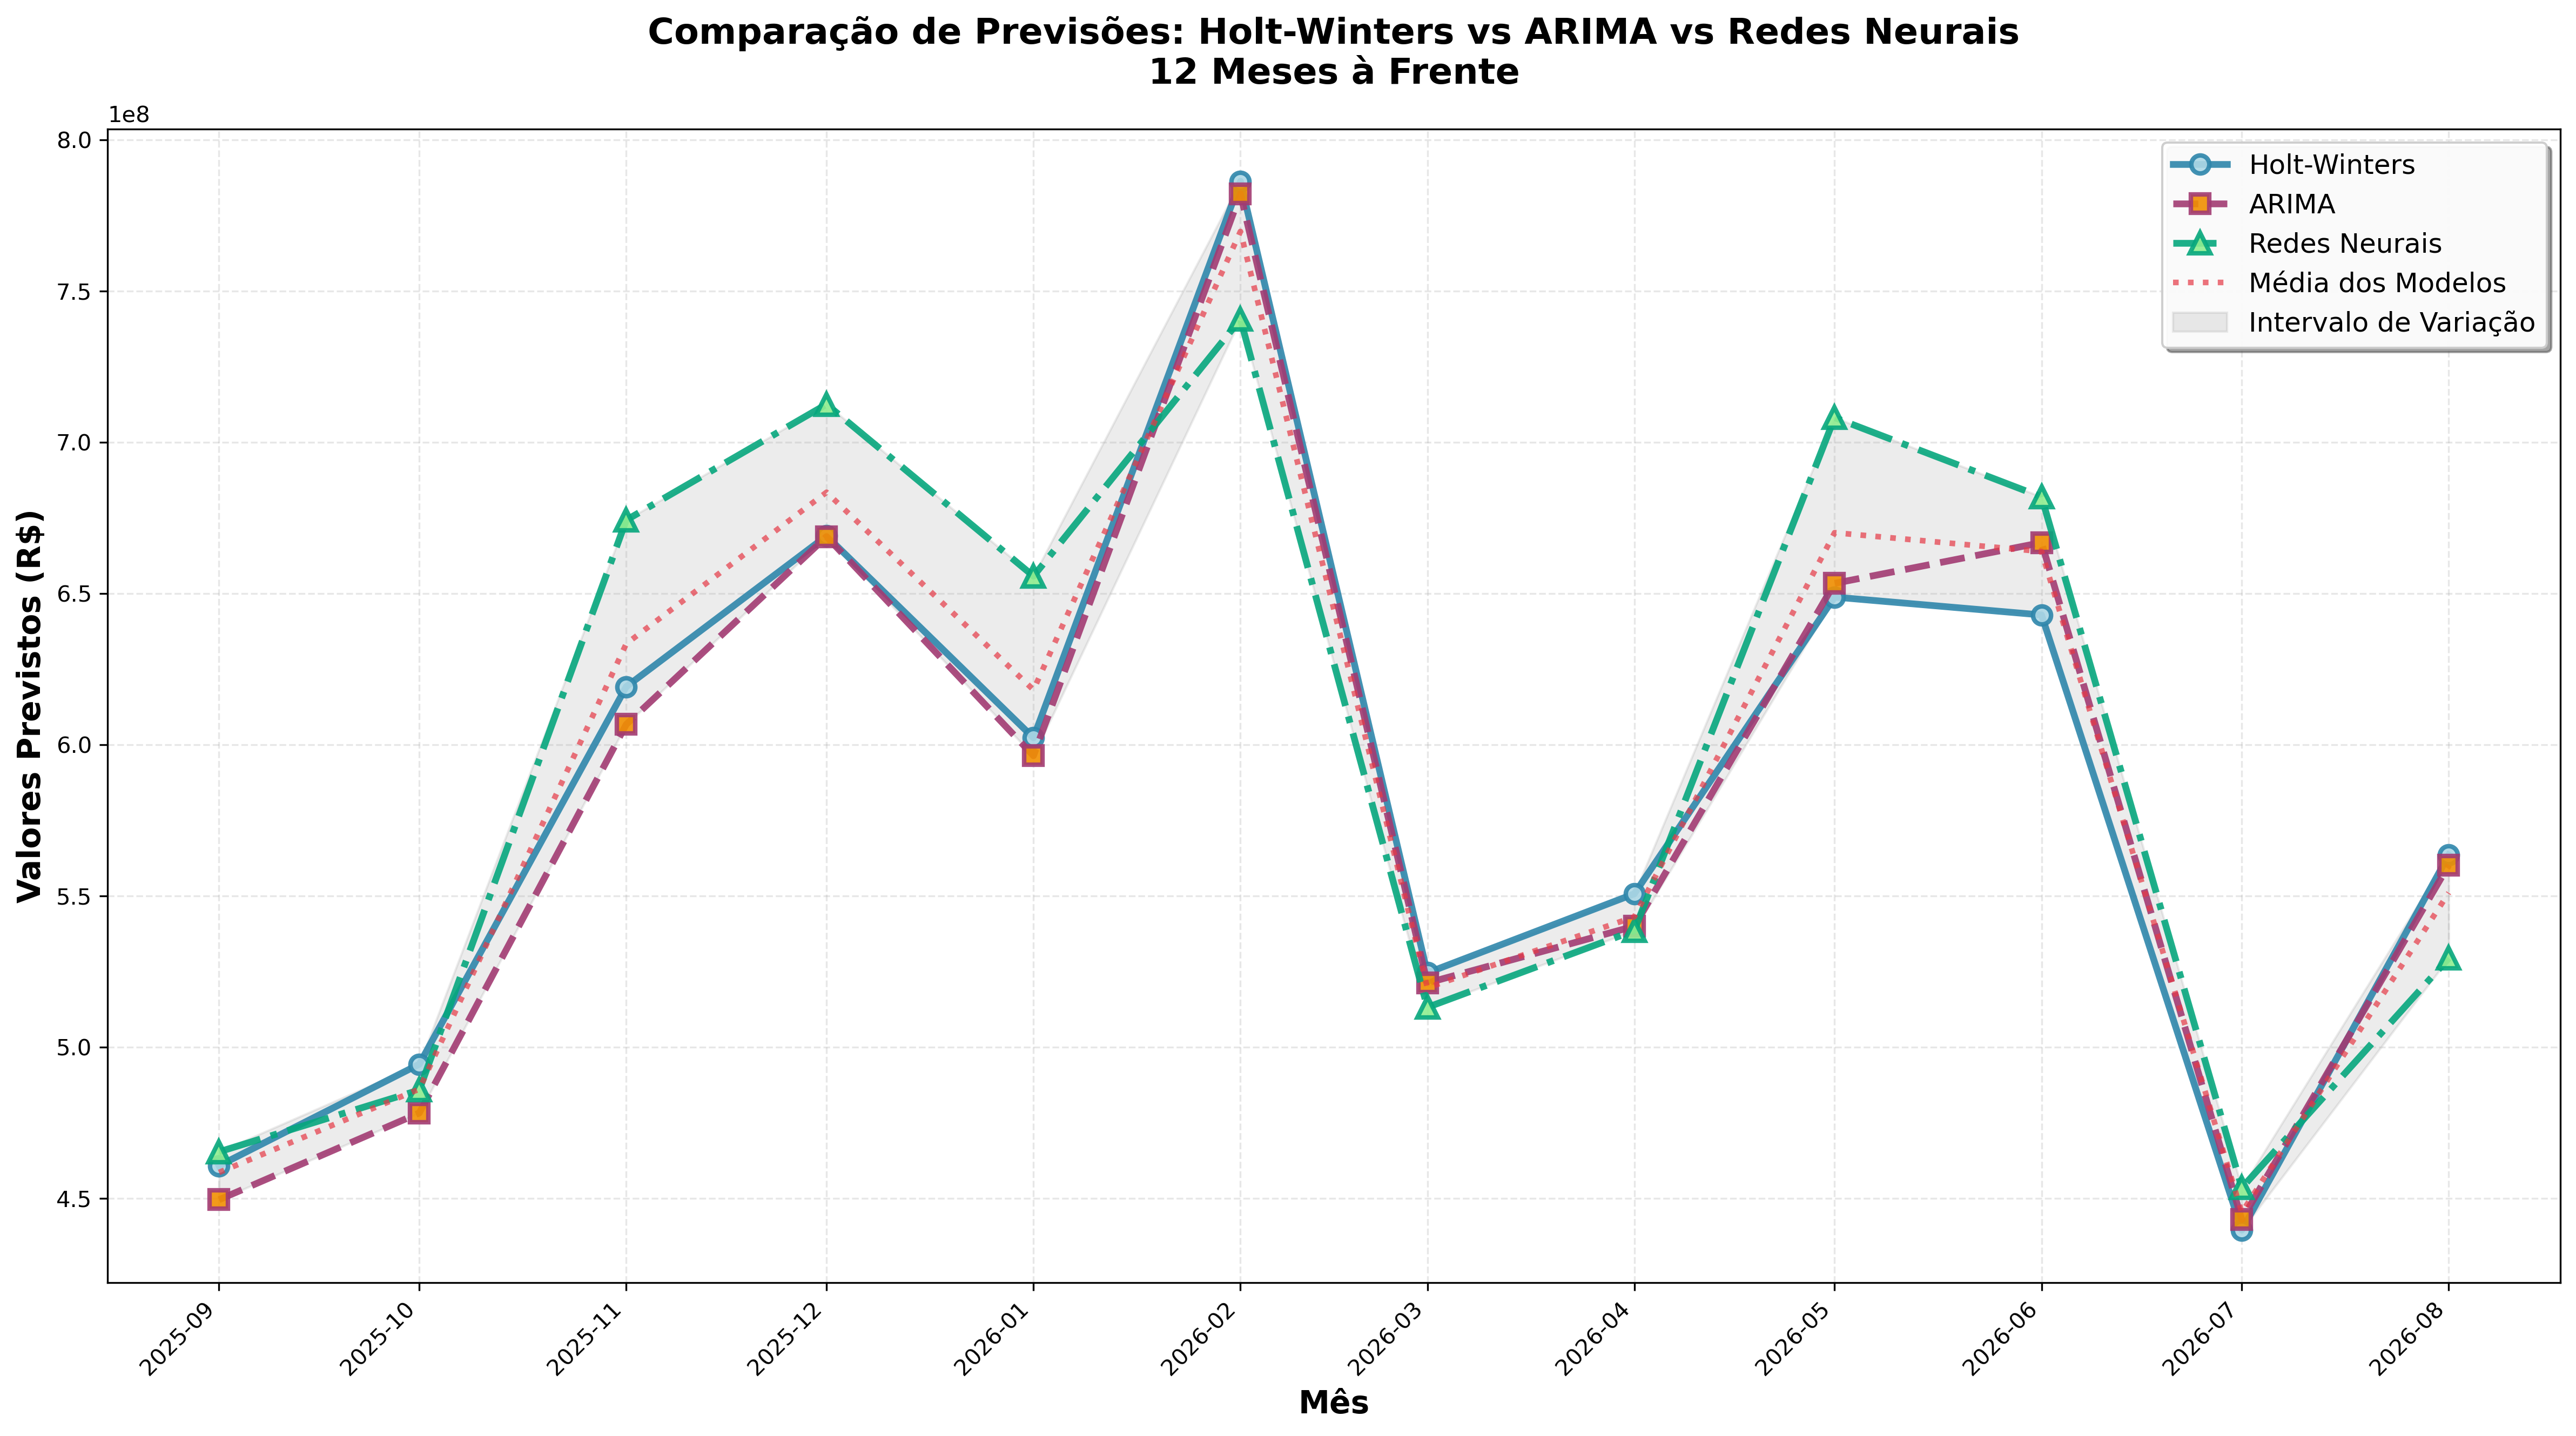 Comparação de Previsões: Holt-Winters vs ARIMA vs Redes Neurais
12 Meses à Frente
1e8
8.0
7.5
7.0
6.5
6.0
5.5
5.0
4.5
Valores Previstos (R$)
Holt-Winters
ARIMA
Redes Neurais
Média dos Modelos
Intervalo de Variação
2025-09
2025-10
2025-11
2025-12
2026-01
2026-02
2026-03
2026-04
2026-05
2026-06
2026-07
2026-08
Mês